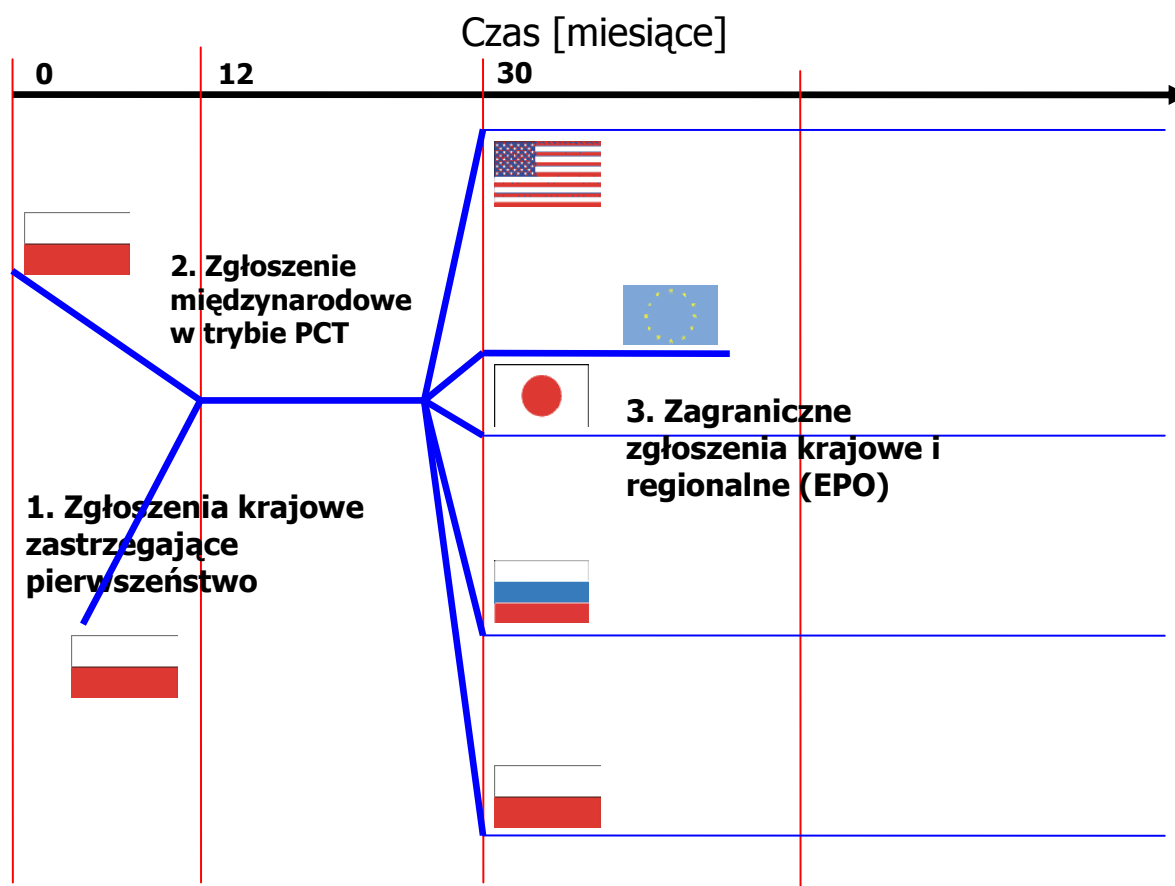 Czas [miesiące]
0
12
30
2. Zgłoszenie
międzynarodowe
w trybie PCT
3. Zagraniczne
zgłoszenia krajowe i
regionalne (EPO)
1. Zgłoszenia krajowe
zastrzegające
pierwszeństwo